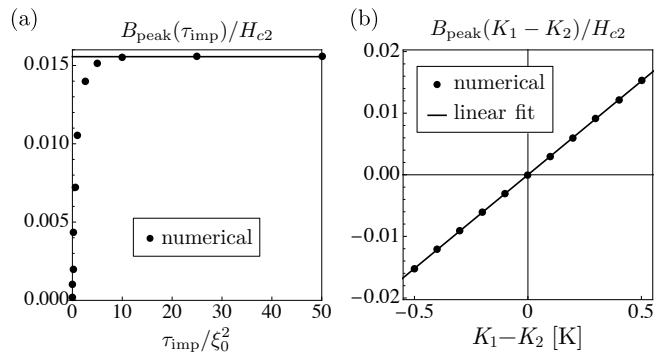 (a)
B_peak(τ_imp)/H_c2
0.015
0.010
0.005
0.000
numerical
0 10 20 30 40 50
τ_imp/ξ_0^2
(b)
B_peak(K_1 − K_2)/H_c2
0.02
0.01
0.00
−0.01
−0.02
numerical
linear fit
−0.5 0 0.5
K_1−K_2 [K]